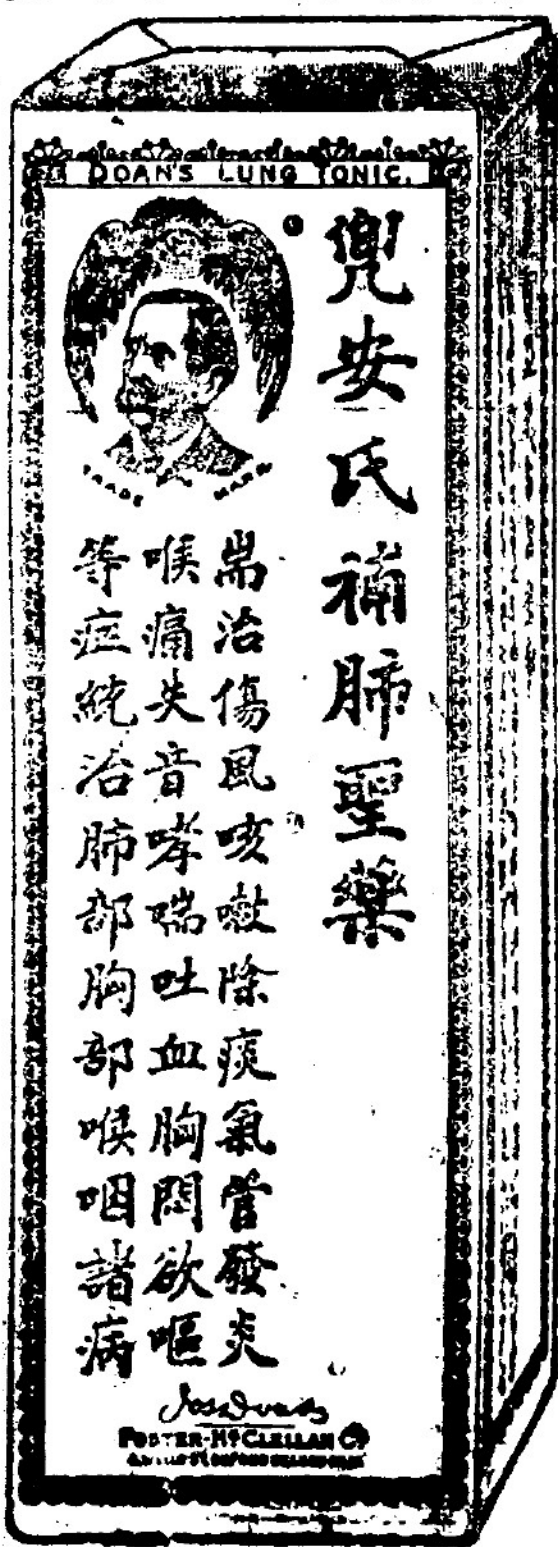 DOAN'S LUNG TONIC.
TRADE MARK
兜安氏補肺聖藥
耑治傷風咳嗽除痰氣管發炎
喉痛失音哮喘吐血胸悶欲嘔
等症統治肺部胸部喉咽諸病
FOSTER-McCLELLAN Co